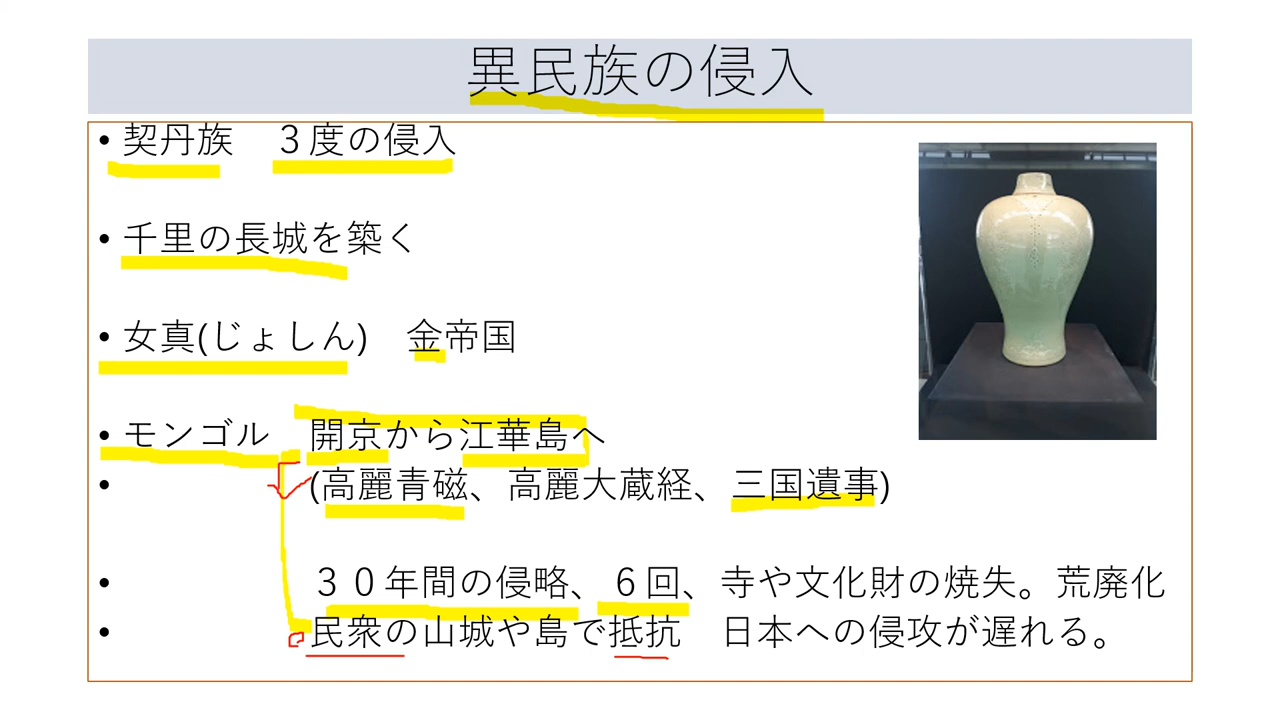 異民族の侵入
• 契丹族　３度の侵入
• 千里の長城を築く
• 女真(じょしん)　金帝国
• モンゴル　開京から江華島へ
• (高麗青磁、高麗大蔵経、三国遺事)
• ３０年間の侵略、６回、寺や文化財の焼失。荒廃化
• 民衆の山城や島で抵抗　日本への侵攻が遅れる。